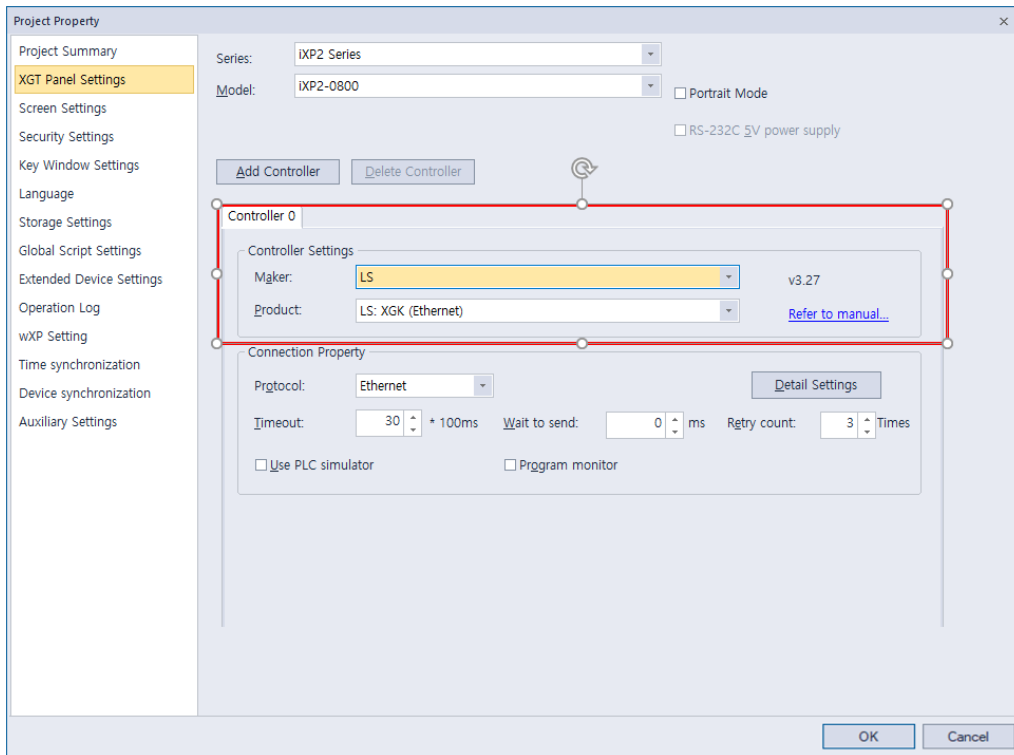 Project Property
Project Summary
XGT Panel Settings
Screen Settings
Security Settings
Key Window Settings
Language
Storage Settings
Global Script Settings
Extended Device Settings
Operation Log
wXP Setting
Time synchronization
Device synchronization
Auxiliary Settings
Series: iXP2 Series
Model: iXP2-0800
Portrait Mode
RS-232C 5V power supply
Add Controller Delete Controller
Controller 0
Controller Settings
Maker: LS v3.27
Product: LS: XGK (Ethernet) Refer to manual...
Connection Property
Protocol: Ethernet Detail Settings
Timeout: 30 * 100ms Wait to send: 0 ms Retry count: 3 Times
Use PLC simulator Program monitor
OK Cancel